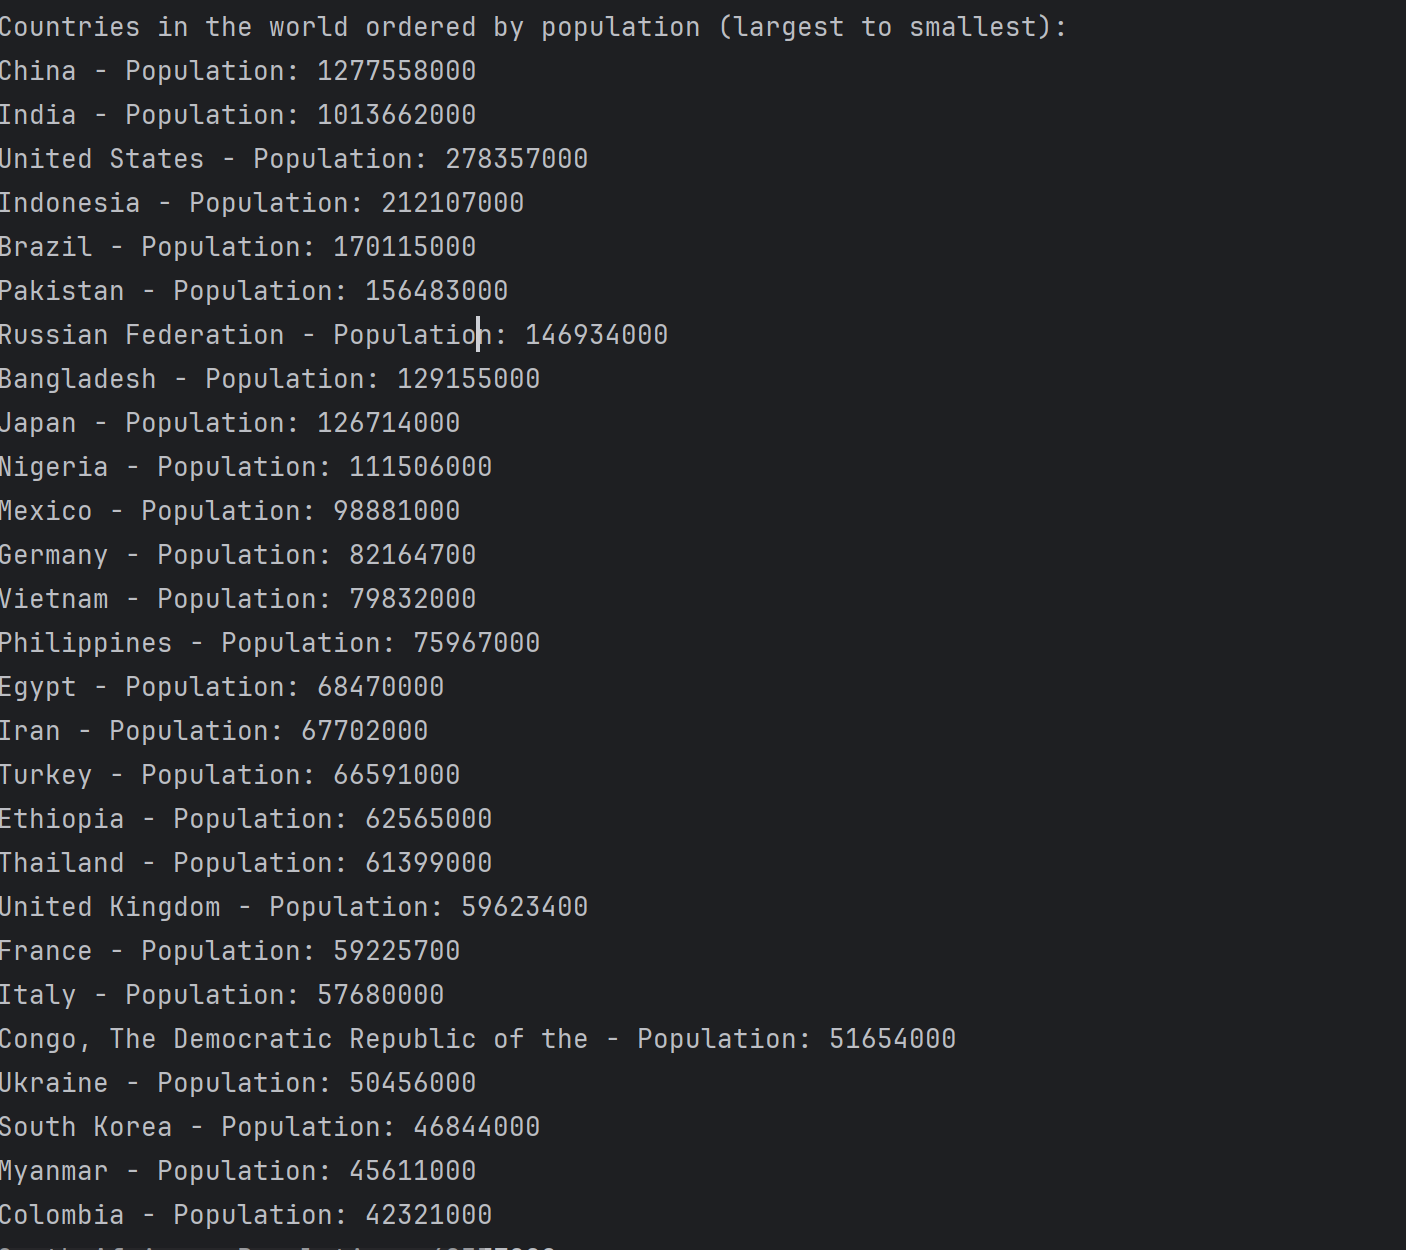 Countries in the world ordered by population (largest to smallest):
China - Population: 1277558000
India - Population: 1013662000
United States - Population: 278357000
Indonesia - Population: 212107000
Brazil - Population: 170115000
Pakistan - Population: 156483000
Russian Federation - Population: 146934000
Bangladesh - Population: 129155000
Japan - Population: 126714000
Nigeria - Population: 111506000
Mexico - Population: 98881000
Germany - Population: 82164700
Vietnam - Population: 79832000
Philippines - Population: 75967000
Egypt - Population: 68470000
Iran - Population: 67702000
Turkey - Population: 66591000
Ethiopia - Population: 62565000
Thailand - Population: 61399000
United Kingdom - Population: 59623400
France - Population: 59225700
Italy - Population: 57680000
Congo, The Democratic Republic of the - Population: 51654000
Ukraine - Population: 50456000
South Korea - Population: 46844000
Myanmar - Population: 45611000
Colombia - Population: 42321000